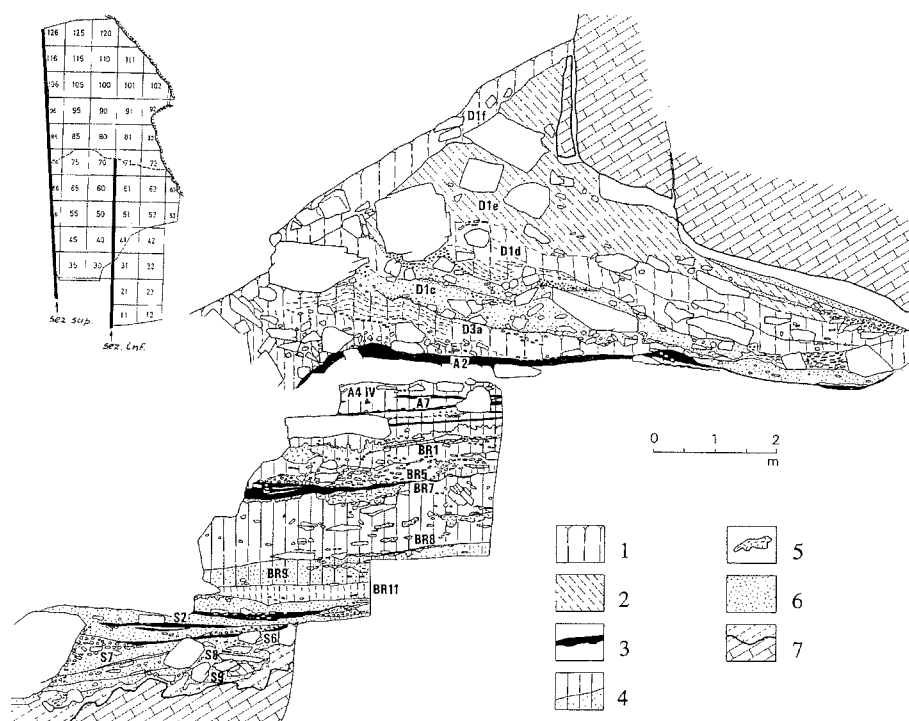 126 125 120
116 115 110 111
106 105 100 101 102
95 90 91 92
85 80 81
75 70 71 72
65 60 61 62
55 50 51 52
45 40 41 42
35 30 31 32
21 22
11 12
sez. sup.
sez. inf.
D1f
D1e
D1d
D1c
D3a
A2
A4 IV
A7
BR1
BR5
BR7
BR8
BR9
BR11
S2
S6
S7
S8
S9
0 1 2
m
1
2
3
4
5
6
7